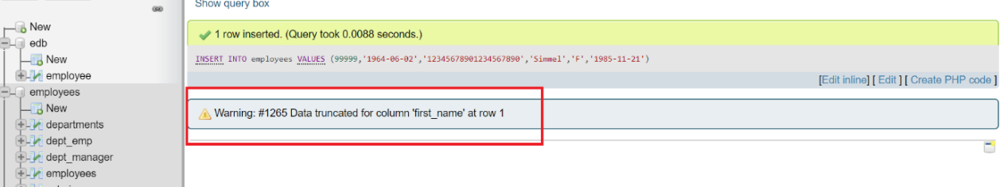 Show query box
New
edb
New
employee
employees
New
departments
dept_emp
dept_manager
employees
1 row inserted. (Query took 0.0088 seconds.)
INSERT INTO employees VALUES (99999,'1964-06-02','12345678901234567890','Simmel','F','1985-11-21')
[Edit inline] [ Edit ] [ Create PHP code ]
Warning: #1265 Data truncated for column 'first_name' at row 1